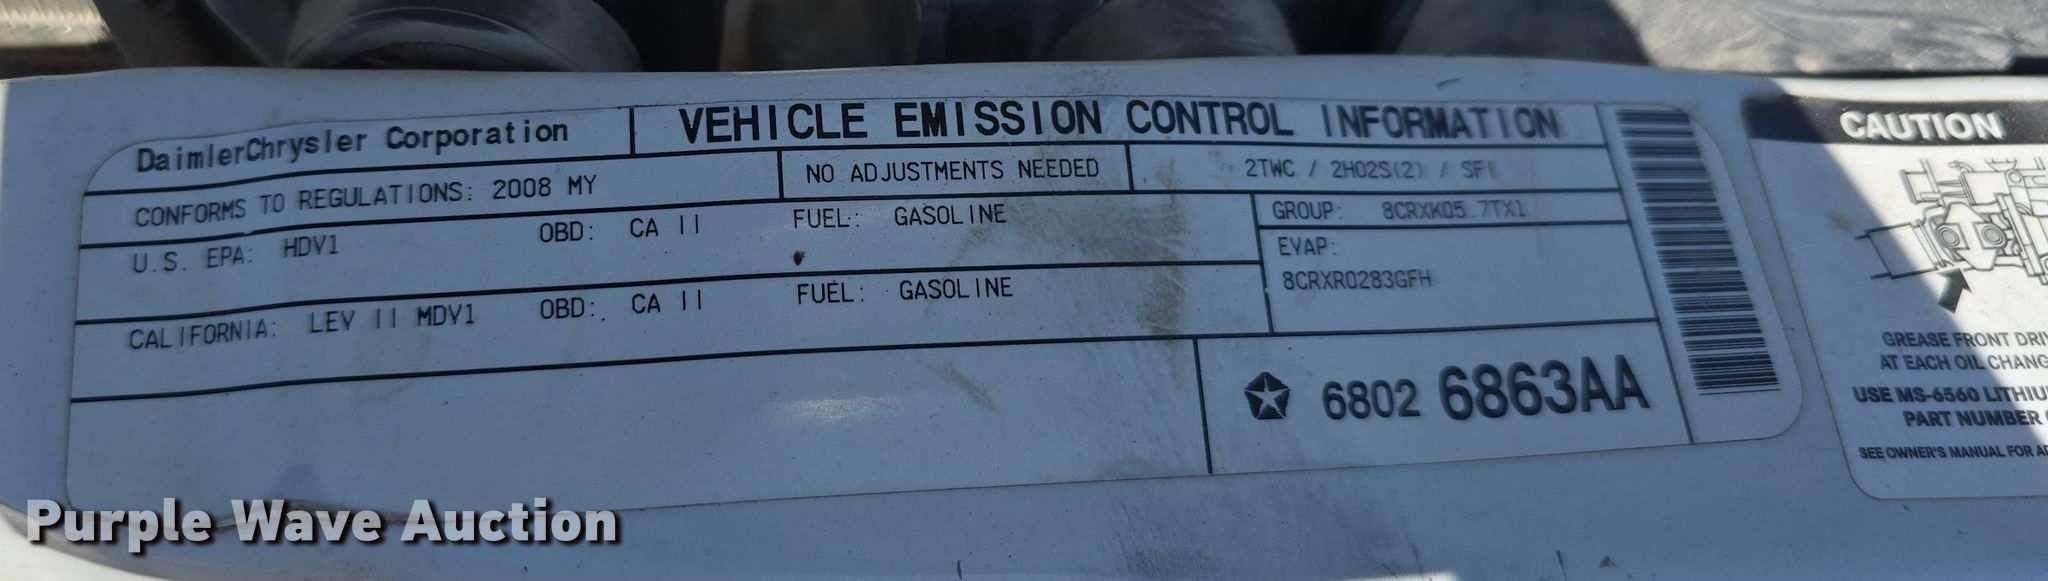 DaimlerChrysler Corporation
VEHICLE EMISSION CONTROL INFORMATION
CONFORMS TO REGULATIONS: 2008 MY
NO ADJUSTMENTS NEEDED
2TWC / 2HO2S(2) / SFI
U.S. EPA: HDV1 OBD: CA II FUEL: GASOLINE
GROUP: 8CRXK05.7TX1
EVAP:
8CRXR0283GFH
CALIFORNIA: LEV II MDV1 OBD: CA II FUEL: GASOLINE
6802 6863AA
CAUTION
GREASE FRONT
AT EACH OIL
USE MS-6560
PART NUMBER
SEE OWNER'S MANUAL FOR
Purple Wave Auction